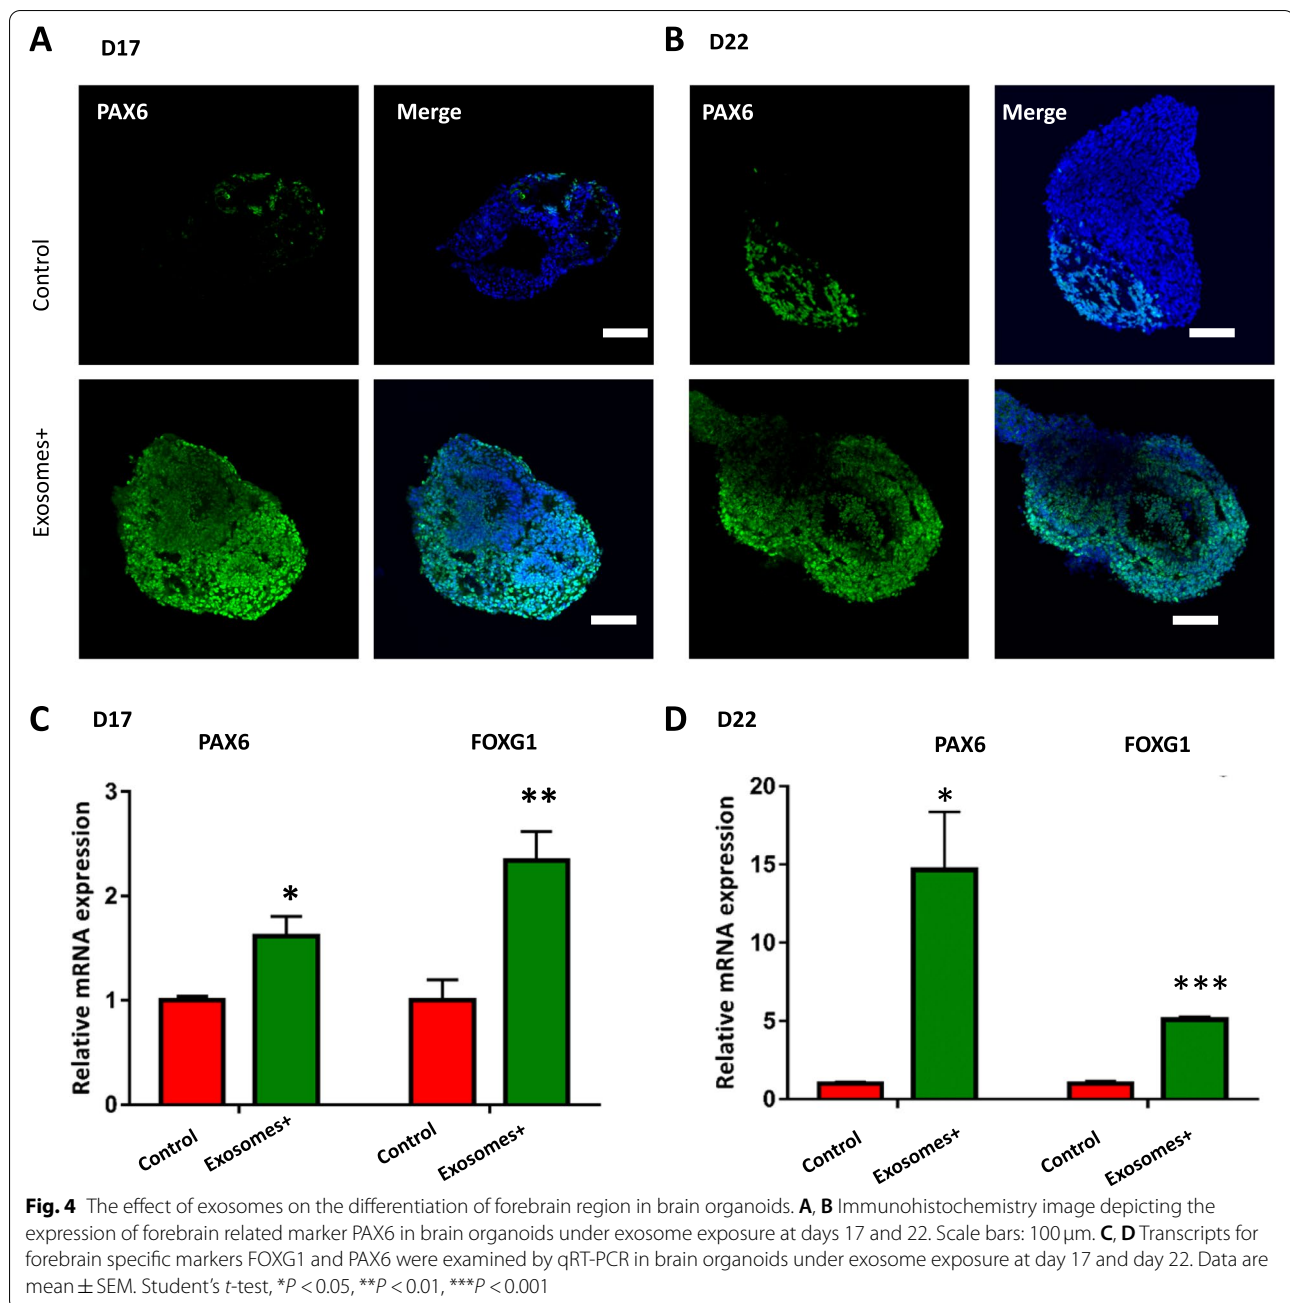 A D17
B D22
PAX6 Merge
PAX6 Merge
Control
Exosomes+
C D17
PAX6 FOXG1
3
2
1
0
Relative mRNA expression
*
**
Control Exosomes+ Control Exosomes+
D D22
PAX6 FOXG1
20
15
10
5
0
Relative mRNA expression
*
***
Control Exosomes+ Control Exosomes+
Fig. 4 The effect of exosomes on the differentiation of forebrain region in brain organoids. A, B Immunohistochemistry image depicting the
expression of forebrain related marker PAX6 in brain organoids under exosome exposure at days 17 and 22. Scale bars: 100 μm. C, D Transcripts for
forebrain specific markers FOXG1 and PAX6 were examined by qRT-PCR in brain organoids under exosome exposure at day 17 and day 22. Data are
mean ± SEM. Student's t-test, *P < 0.05, **P < 0.01, ***P < 0.001